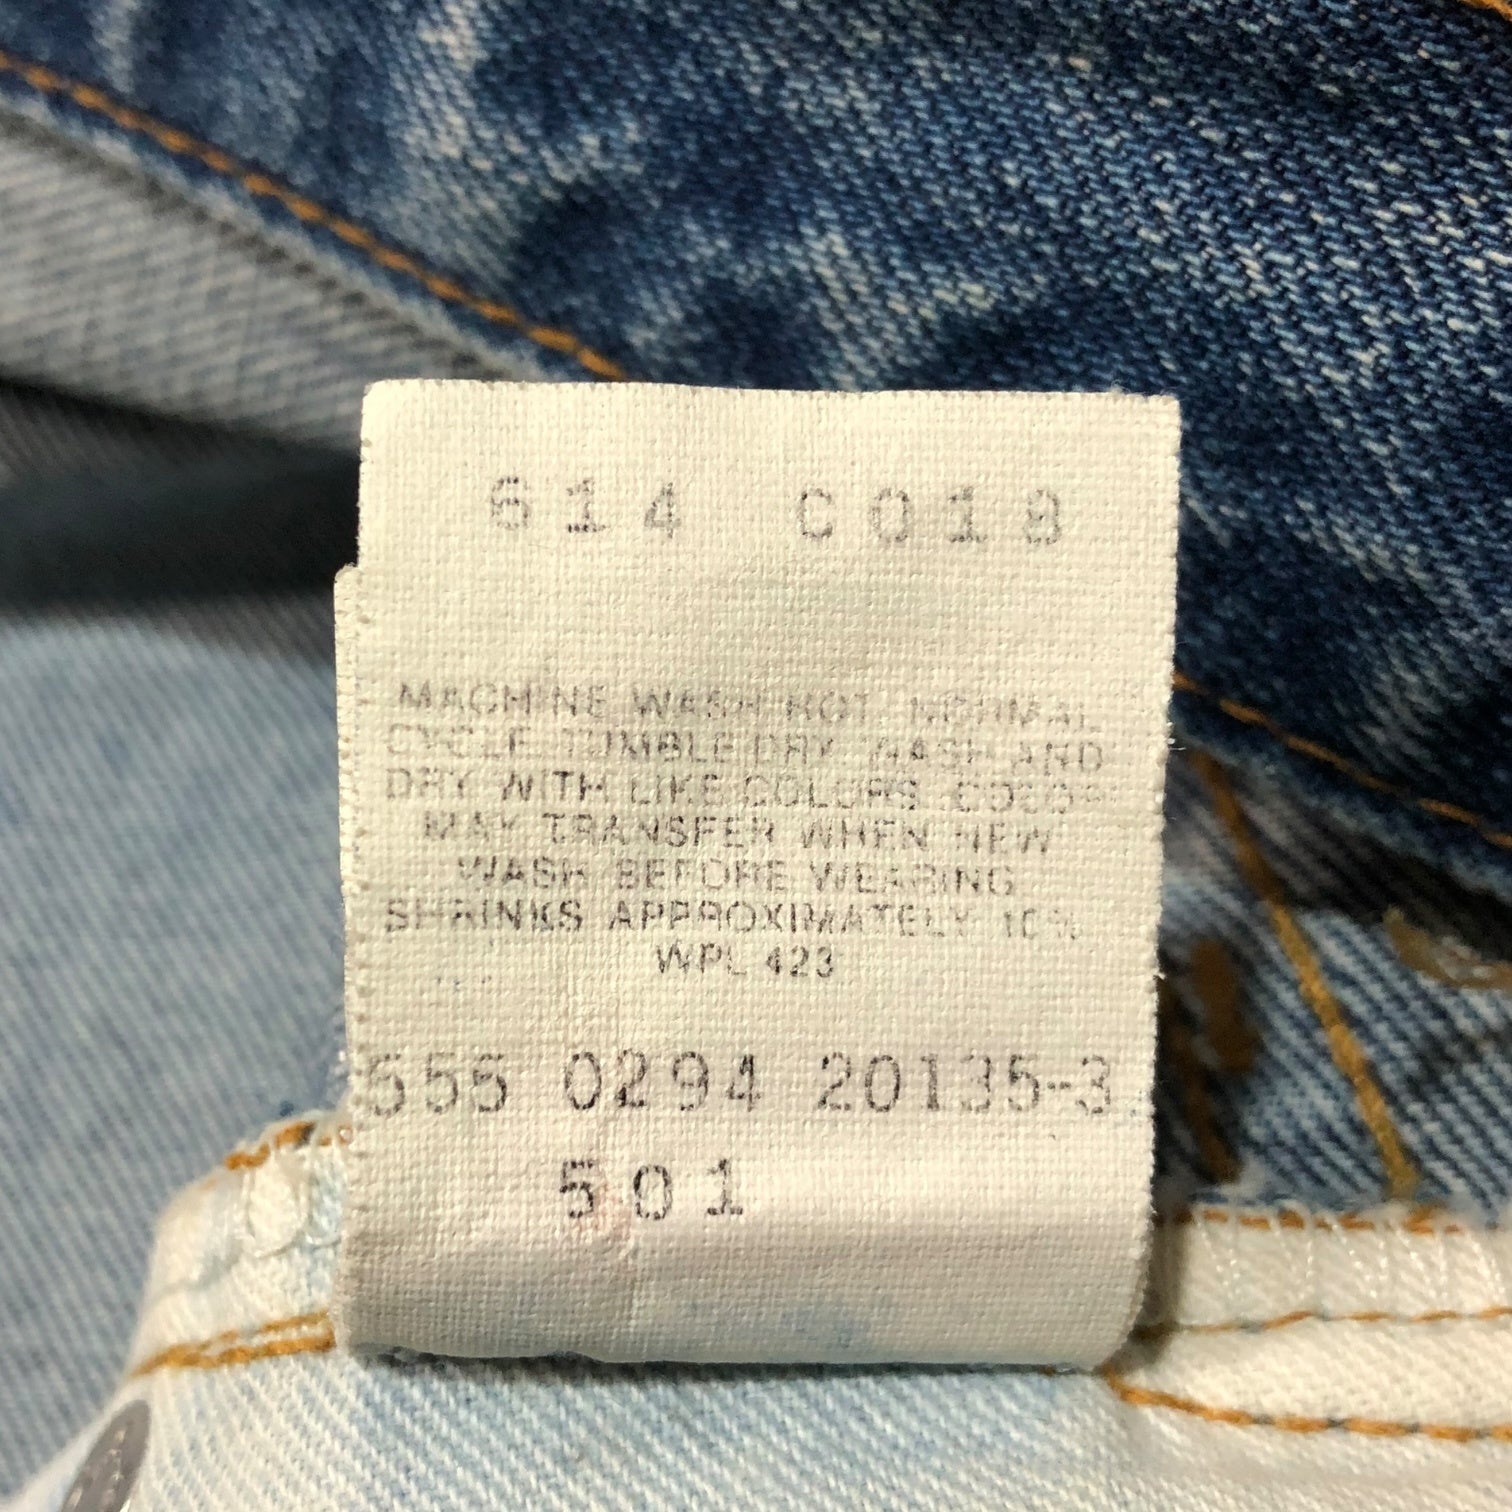 614 C018
MACHINE WASH HOT NORMAL
CYCLE TUMBLE DRY WASH AND
DRY WITH LIKE COLORS COLOR
MAY TRANSFER WHEN NEW
WASH BEFORE WEARING
SHRINKS APPROXIMATELY 10%
WPL 423
555 0294 20135-3
501